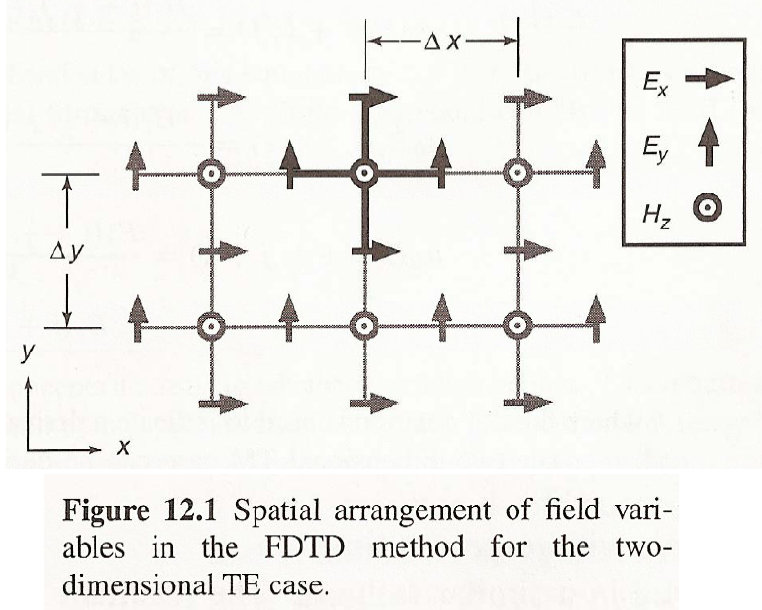 Δx
Ex
Ey
Hz
Δy
y
x
Figure 12.1 Spatial arrangement of field vari-
ables in the FDTD method for the two-
dimensional TE case.